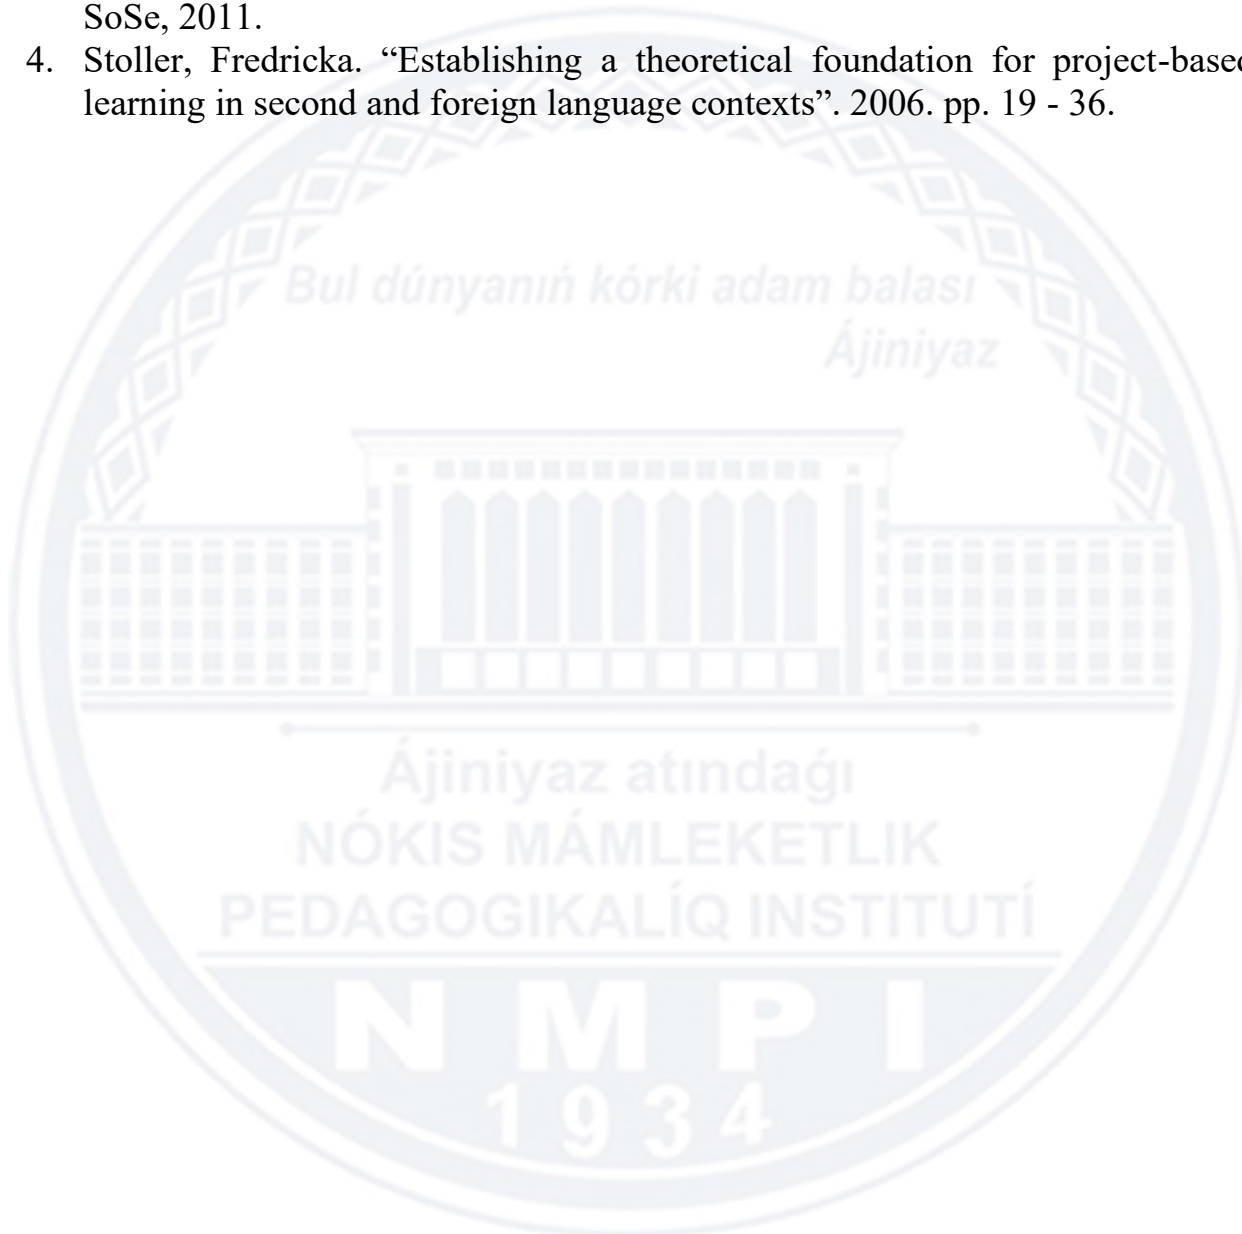 SoSe, 2011.
4. Stoller, Fredricka. “Establishing a theoretical foundation for project-based
learning in second and foreign language contexts”. 2006. pp. 19 - 36.
Bul dúnyanıń kórki adam balası
Ájiniyaz
Ájiniyaz atındaǵı
NÓKIS MÁMLEKETLIK
PEDAGOGIKALÍQ INSTITUTÍ
N M P I
1934